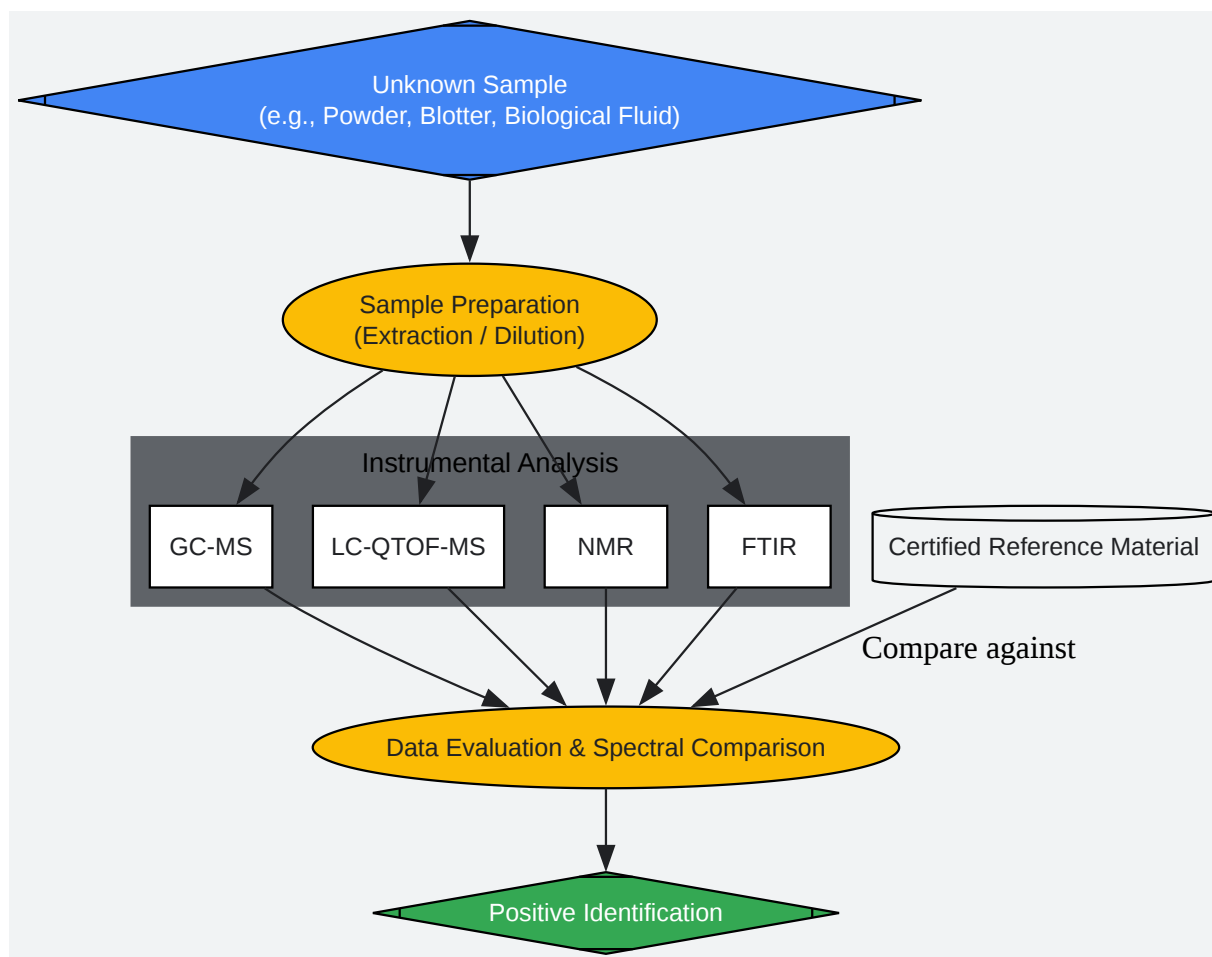 Unknown Sample
(e.g., Powder, Blotter, Biological Fluid)
Sample Preparation
(Extraction / Dilution)
Instrumental Analysis
GC-MS
LC-QTOF-MS
NMR
FTIR
Certified Reference Material
Compare against
Data Evaluation & Spectral Comparison
Positive Identification